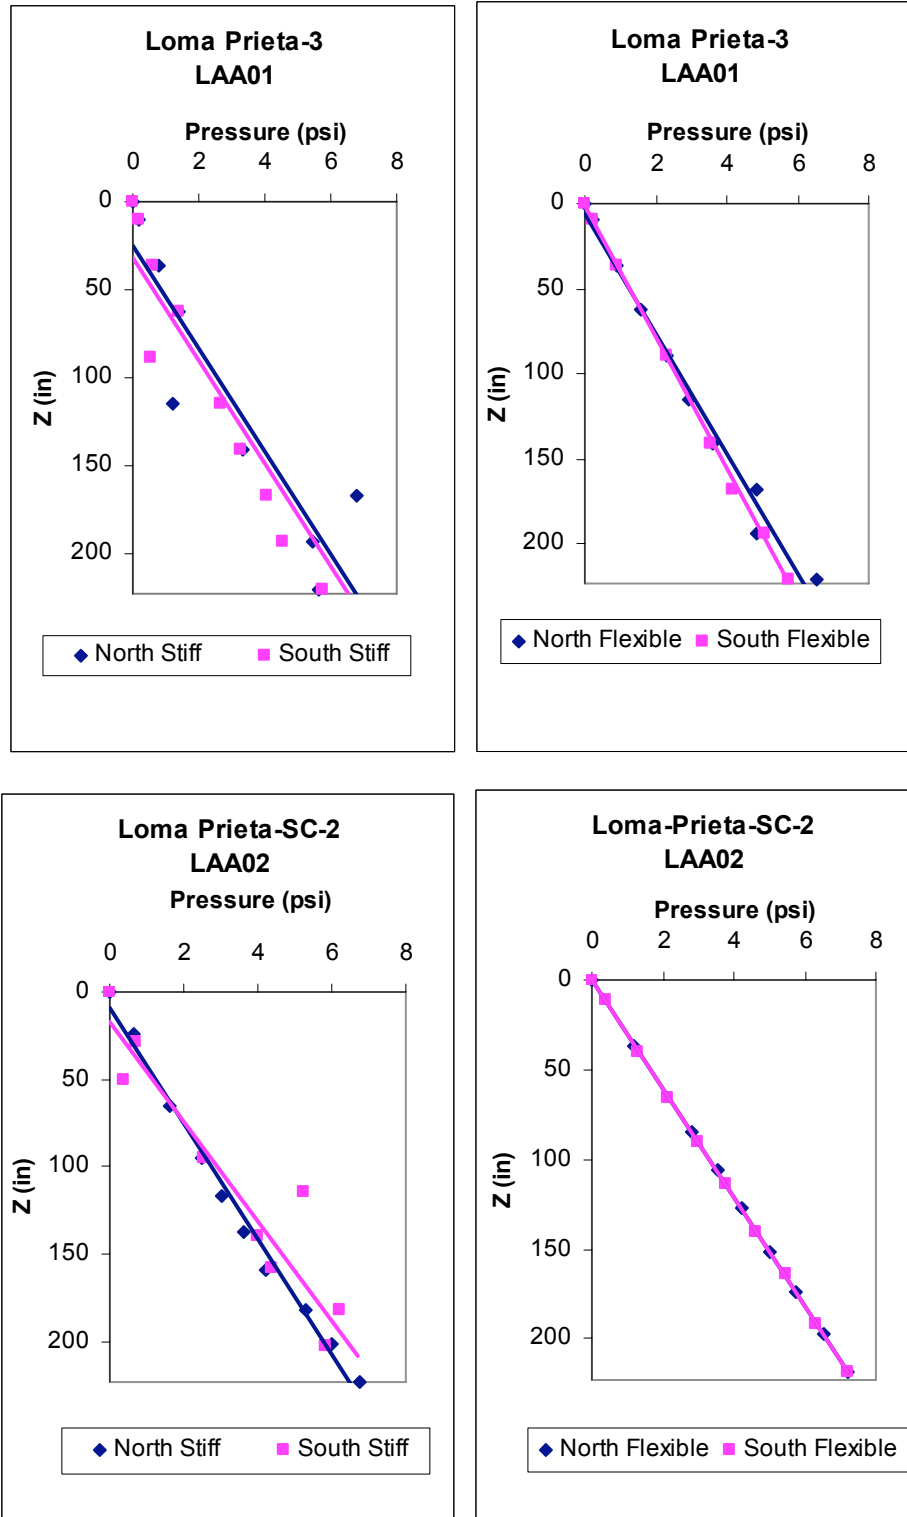 Loma Prieta-3
LAA01
Pressure (psi)
0 2 4 6 8
0
50
100
150
200
Z (in)
North Stiff South Stiff
Loma Prieta-3
LAA01
Pressure (psi)
0 2 4 6 8
0
50
100
150
200
Z (in)
North Flexible South Flexible
Loma Prieta-SC-2
LAA02
Pressure (psi)
0 2 4 6 8
0
50
100
150
200
Z (in)
North Stiff South Stiff
Loma-Prieta-SC-2
LAA02
Pressure (psi)
0 2 4 6 8
0
50
100
150
200
Z (in)
North Flexible South Flexible